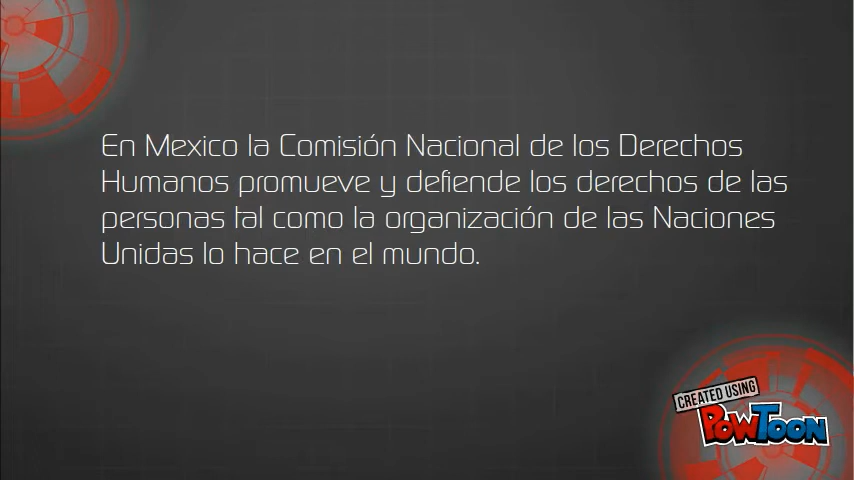 En Mexico la Comisión Nacional de los Derechos
Humanos promueve y defiende los derechos de las
personas tal como la organización de las Naciones
Unidas lo hace en el mundo.
CREATED USING
POWTOON